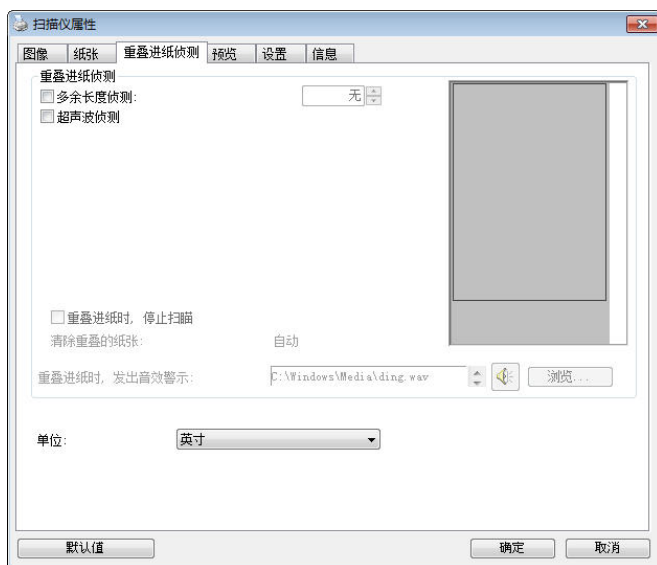 扫描仪属性
图像 纸张 重叠进纸侦测 预览 设置 信息
重叠进纸侦测
多余长度侦测: 无
超声波侦测
重叠进纸时, 停止扫瞄
清除重叠的纸张: 自动
重叠进纸时, 发出音效警示: C:\Windows\Media\ding.wav 浏览...
单位: 英寸
默认值 确定 取消